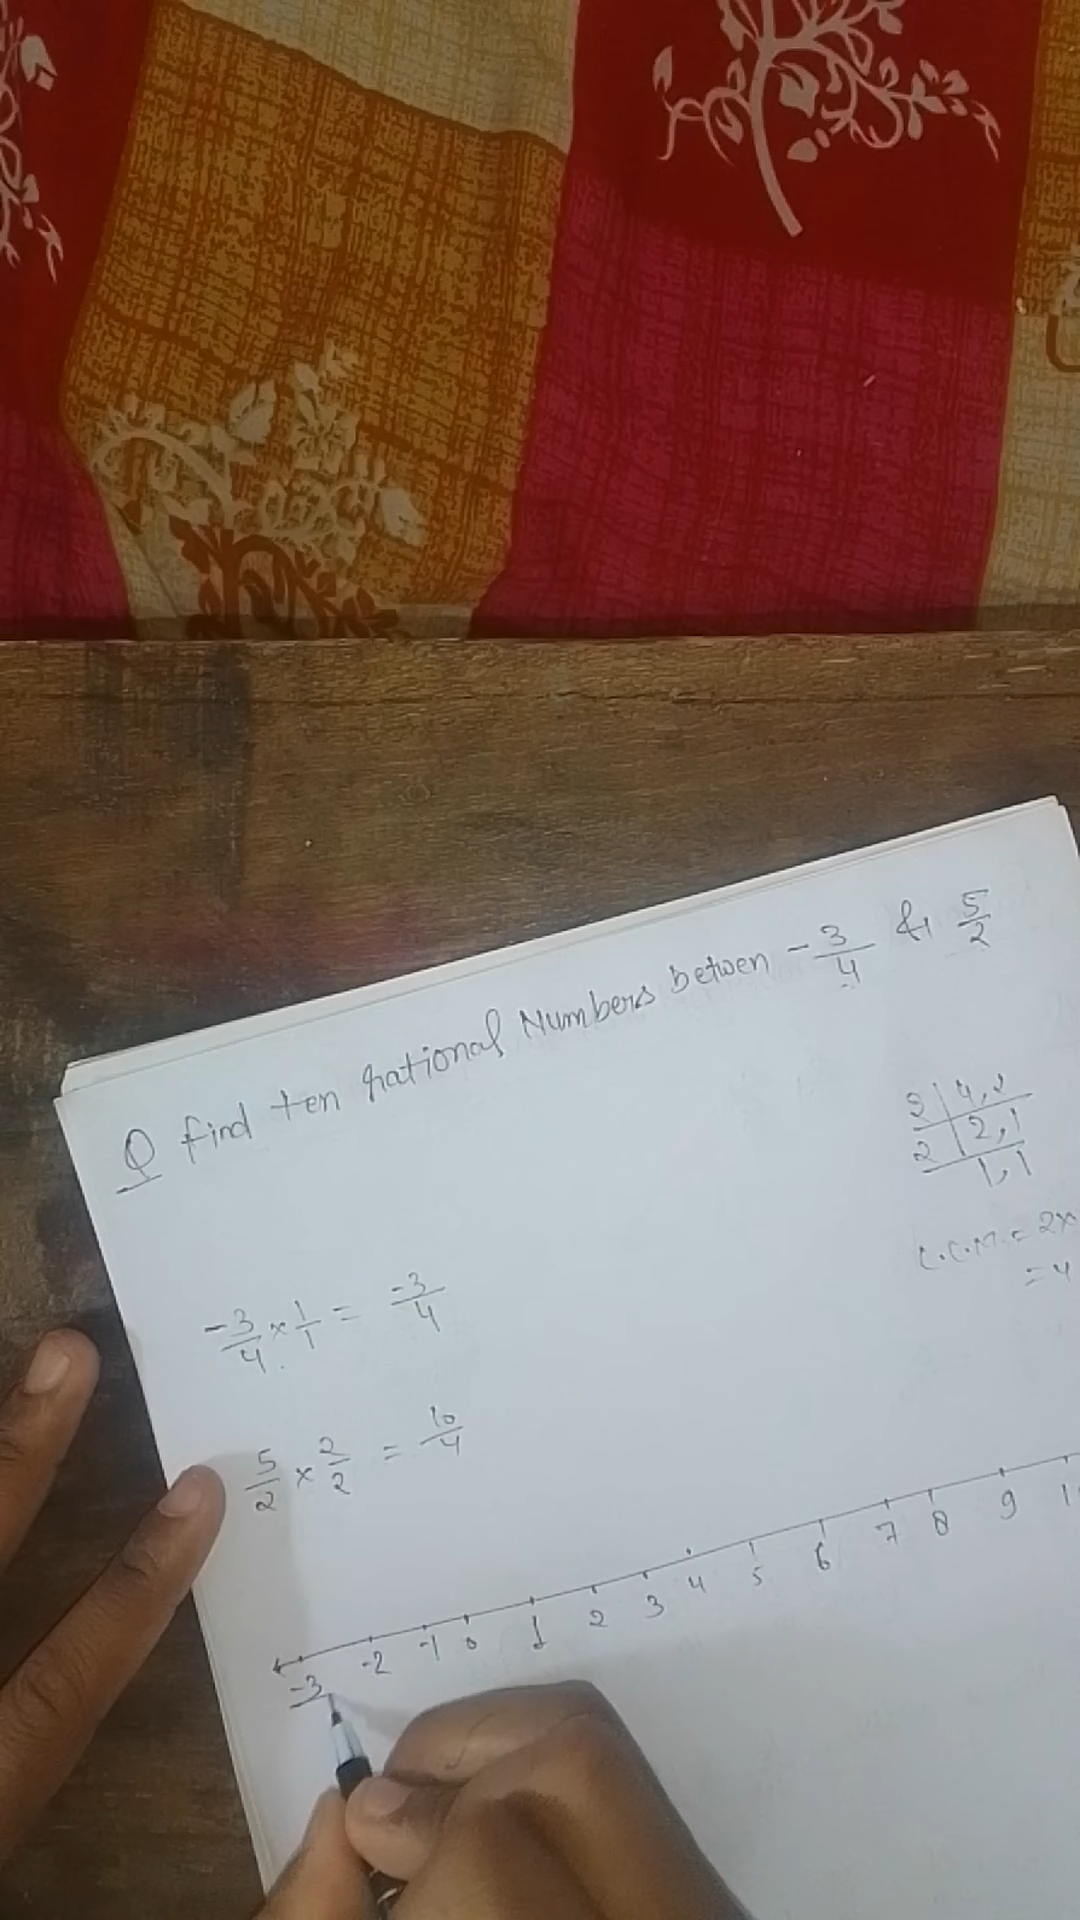 Q find ten rational Numbers betwen -3/4 & 5/2
2 | 4, 2
2 | 2, 1
1, 1
L.C.M. = 2x
= 4
-3/4 x 1/1 = -3/4
5/2 x 2/2 = 10/4
-3 -2 -1 0 1 2 3 4 5 6 7 8 9